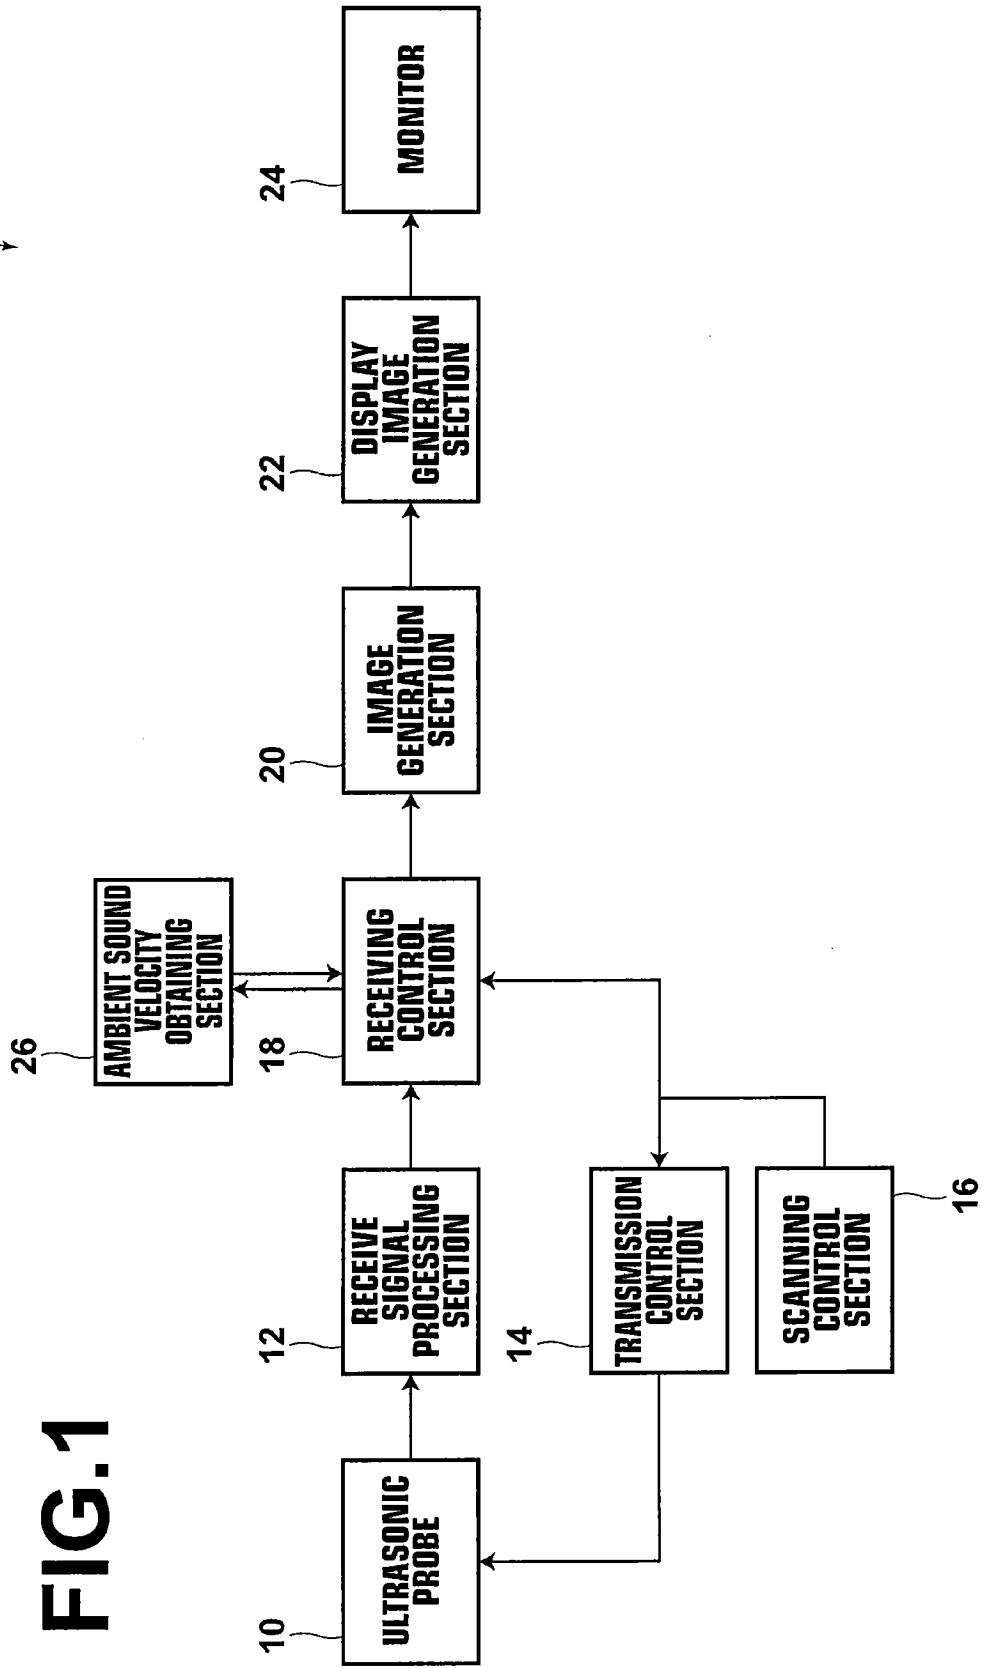 FIG.1
10
ULTRASONIC
PROBE
12
RECEIVE
SIGNAL
PROCESSING
SECTION
18
RECEIVING
CONTROL
SECTION
26
AMBIENT SOUND
VELOCITY
OBTAINING
SECTION
20
IMAGE
GENERATION
SECTION
22
DISPLAY
IMAGE
GENERATION
SECTION
24
MONITOR
14
TRANSMISSION
CONTROL
SECTION
16
SCANNING
CONTROL
SECTION